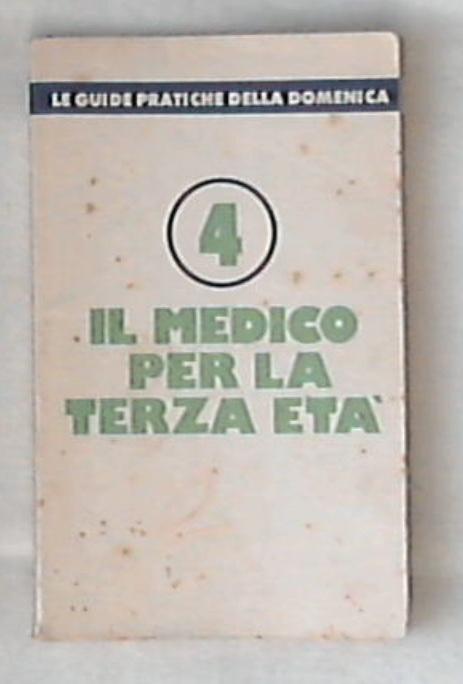 LE GUIDE PRATICHE DELLA DOMENICA
4
IL MEDICO
PER LA
TERZA ETA'